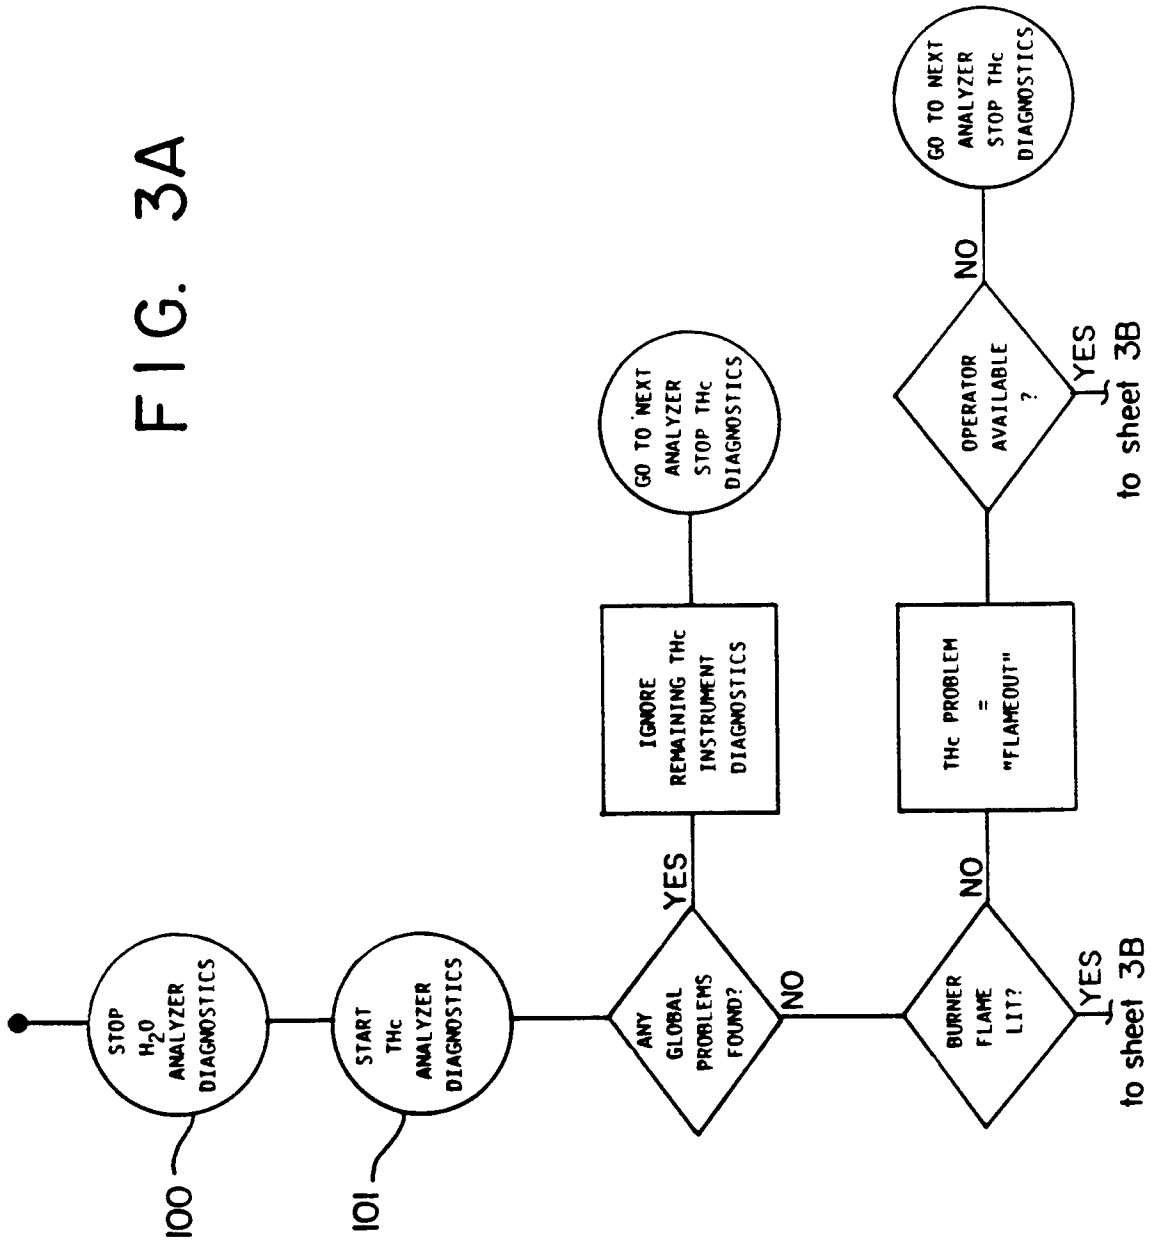 FIG. 3A
100
STOP
H2O
ANALYZER
DIAGNOSTICS
101
START
THc
ANALYZER
DIAGNOSTICS
ANY
GLOBAL
PROBLEMS
FOUND?
YES
NO
IGNORE
REMAINING THc
INSTRUMENT
DIAGNOSTICS
GO TO NEXT
ANALYZER
STOP THc
DIAGNOSTICS
BURNER
FLAME
LIT?
NO
YES
to sheet 3B
THc PROBLEM
=
"FLAMEOUT"
OPERATOR
AVAILABLE
?
NO
YES
to sheet 3B
GO TO NEXT
ANALYZER
STOP THc
DIAGNOSTICS